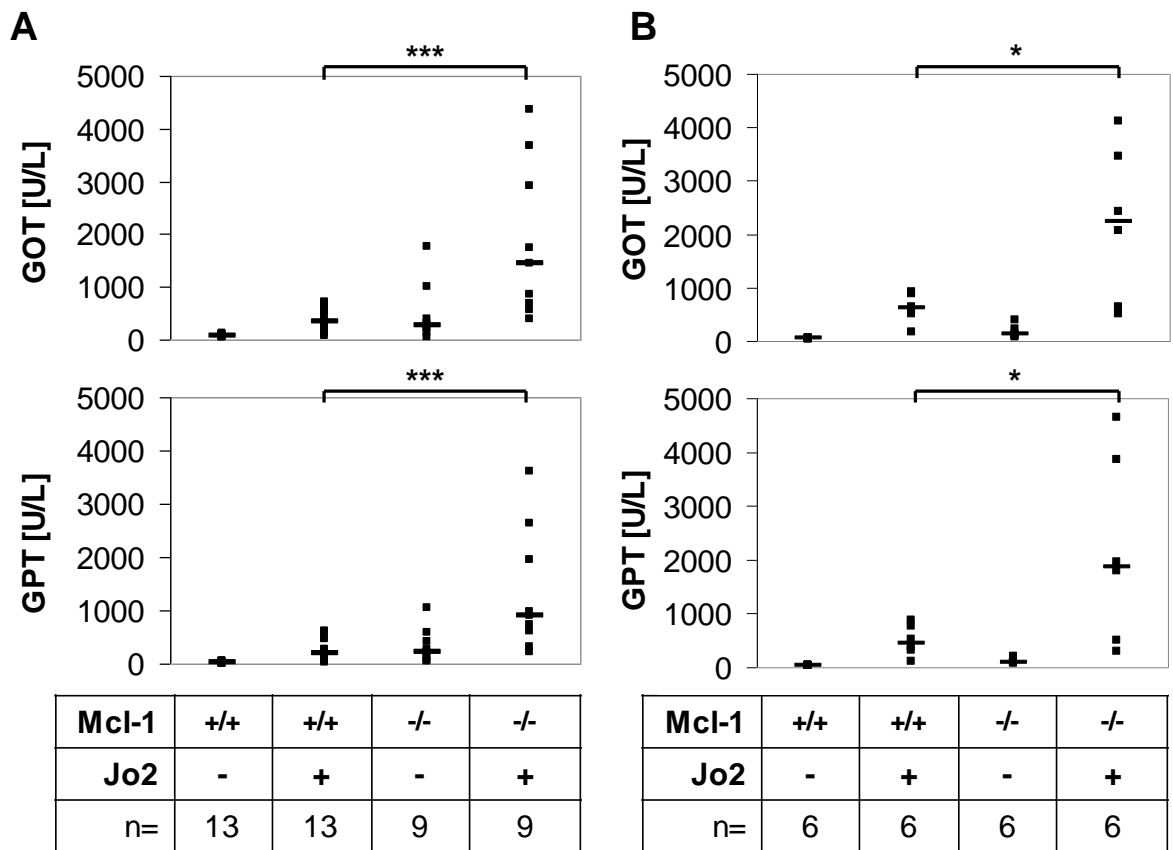 A
***
GOT [U/L]
5000
4000
3000
2000
1000
0
***
GPT [U/L]
5000
4000
3000
2000
1000
0
Mcl-1 +/+ +/+ -/- -/-
Jo2 - + - +
n= 13 13 9 9
B
*
GOT [U/L]
5000
4000
3000
2000
1000
0
*
GPT [U/L]
5000
4000
3000
2000
1000
0
Mcl-1 +/+ +/+ -/- -/-
Jo2 - + - +
n= 6 6 6 6